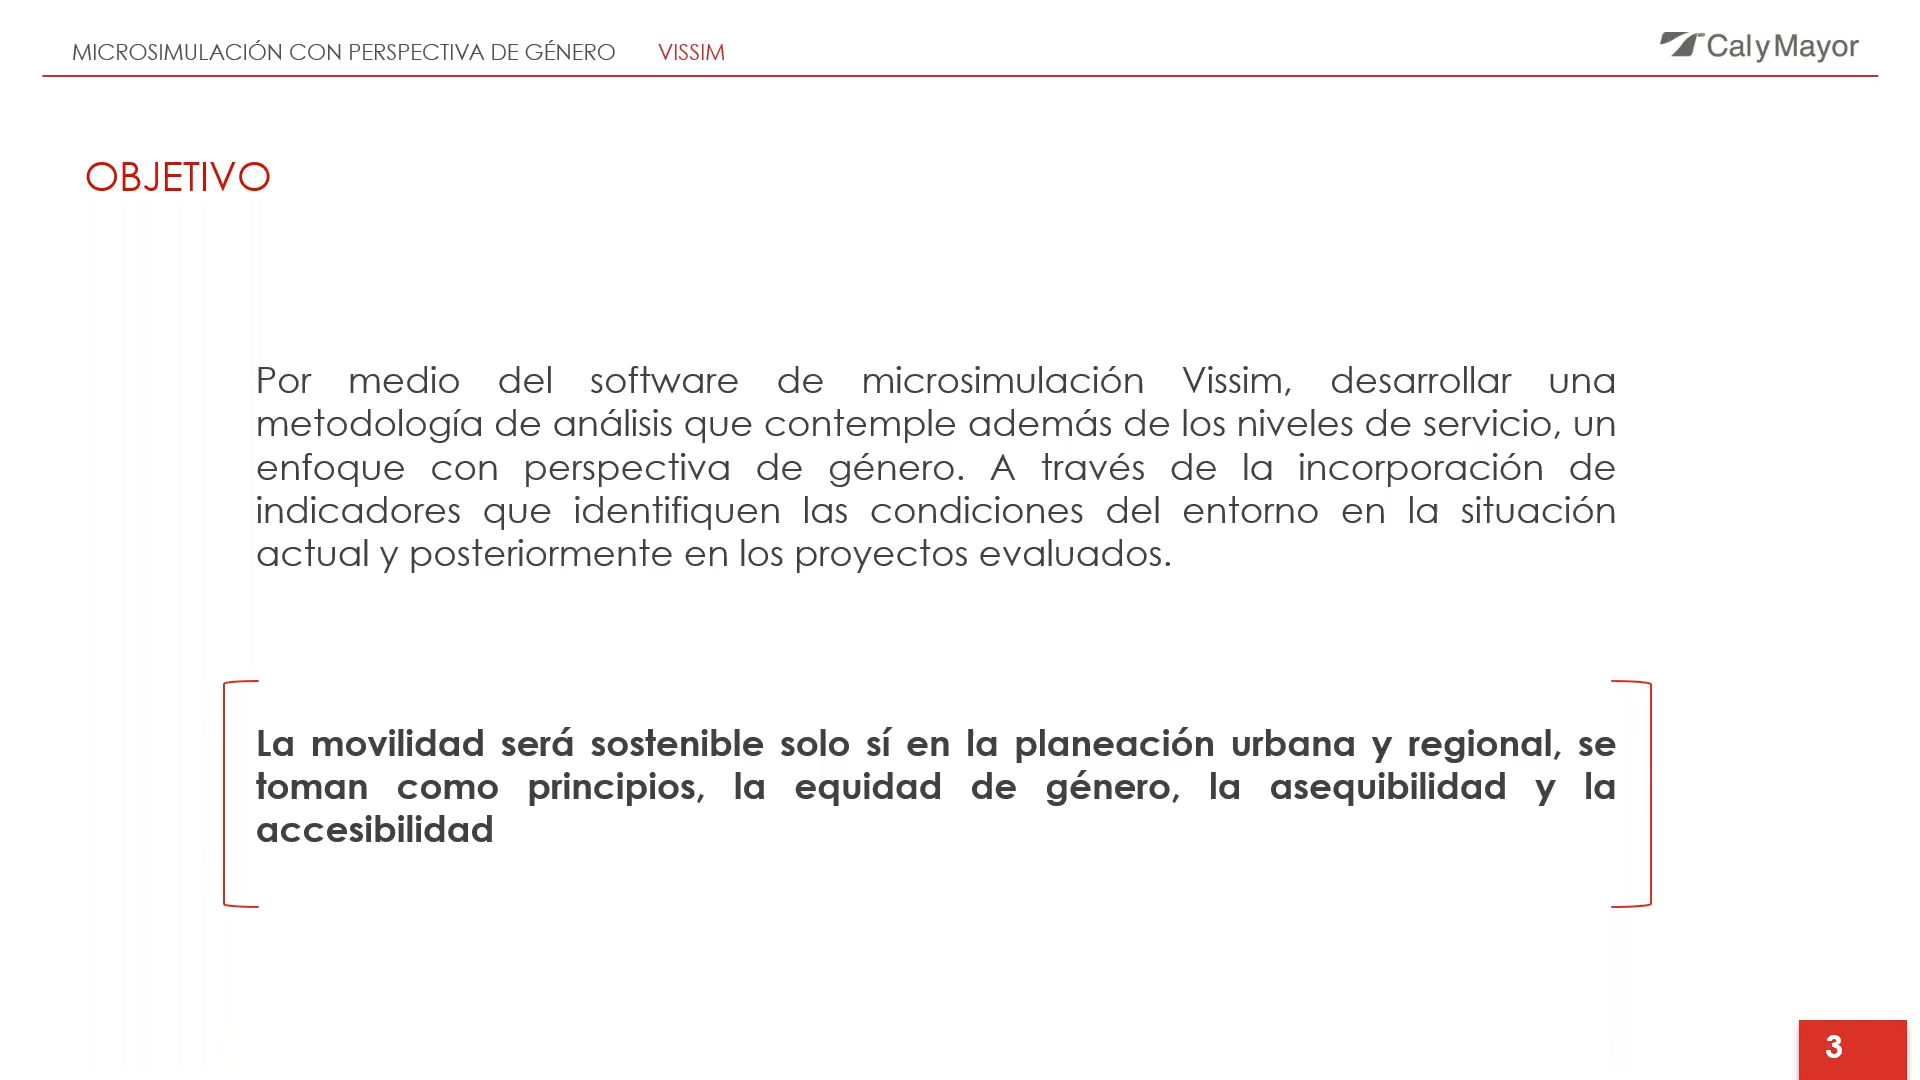 MICROSIMULACIÓN CON PERSPECTIVA DE GÉNERO VISSIM
Cal y Mayor
OBJETIVO
Por medio del software de microsimulación Vissim, desarrollar una
metodología de análisis que contemple además de los niveles de servicio, un
enfoque con perspectiva de género. A través de la incorporación de
indicadores que identifiquen las condiciones del entorno en la situación
actual y posteriormente en los proyectos evaluados.
La movilidad será sostenible solo sí en la planeación urbana y regional, se
toman como principios, la equidad de género, la asequibilidad y la
accesibilidad
3